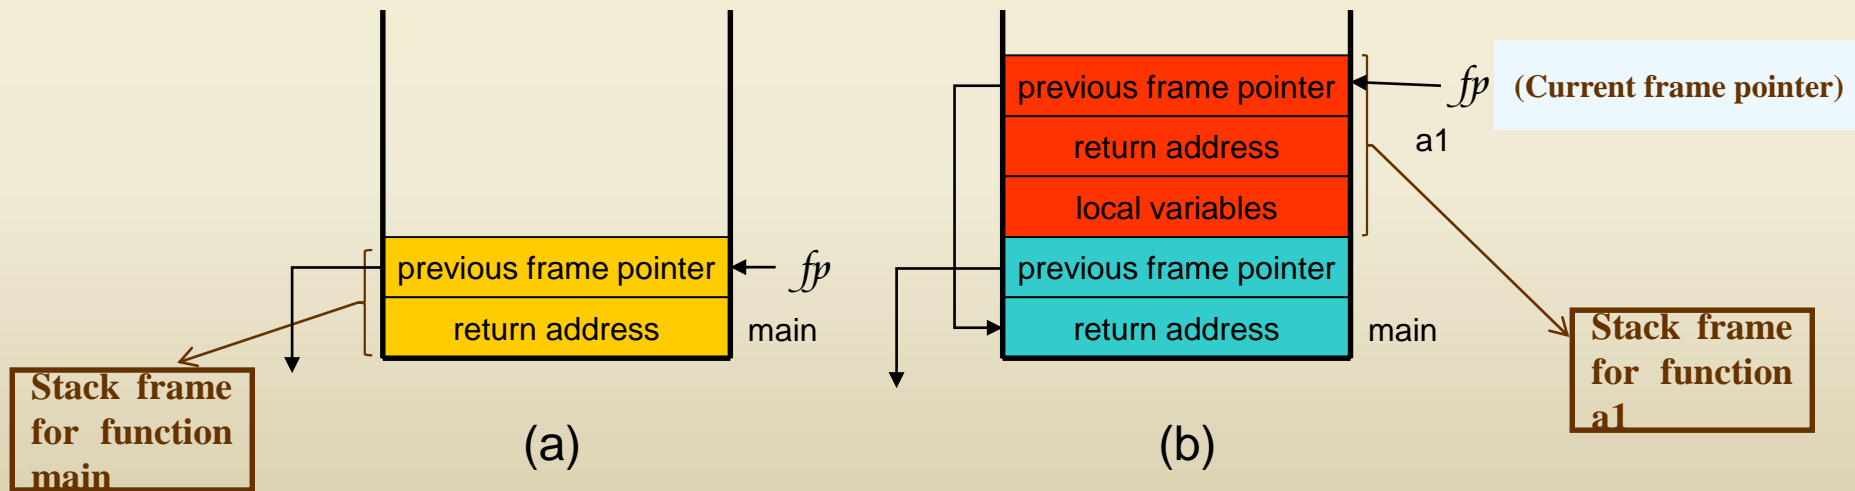 previous frame pointer
fp
return address
main
Stack frame
for function
main
(a)
previous frame pointer
fp
(Current frame pointer)
return address
a1
local variables
previous frame pointer
return address
main
Stack frame
for function
a1
(b)